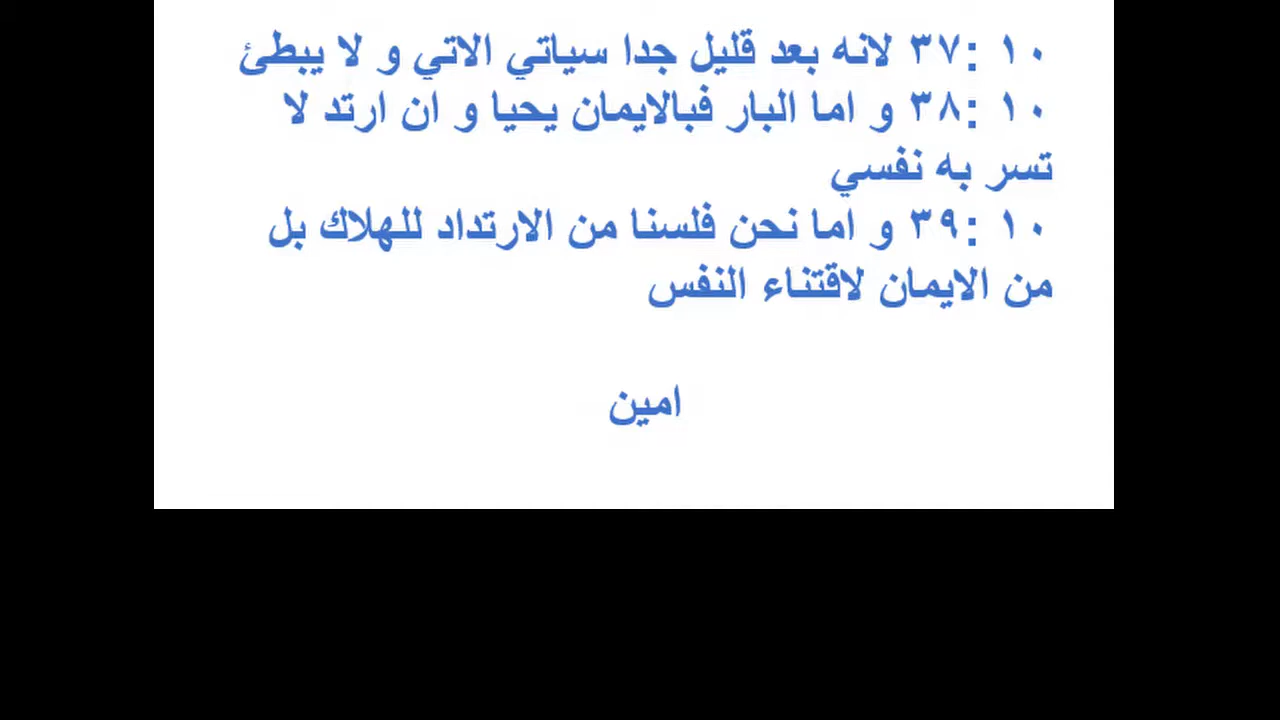 ١٠ :٣٧ لانه بعد قليل جدا سياتي الاتي و لا يبطئ
١٠ :٣٨ و اما البار فبالايمان يحيا و ان ارتد لا
تسر به نفسي
١٠ :٣٩ و اما نحن فلسنا من الارتداد للهلاك بل
من الايمان لاقتناء النفس
امين